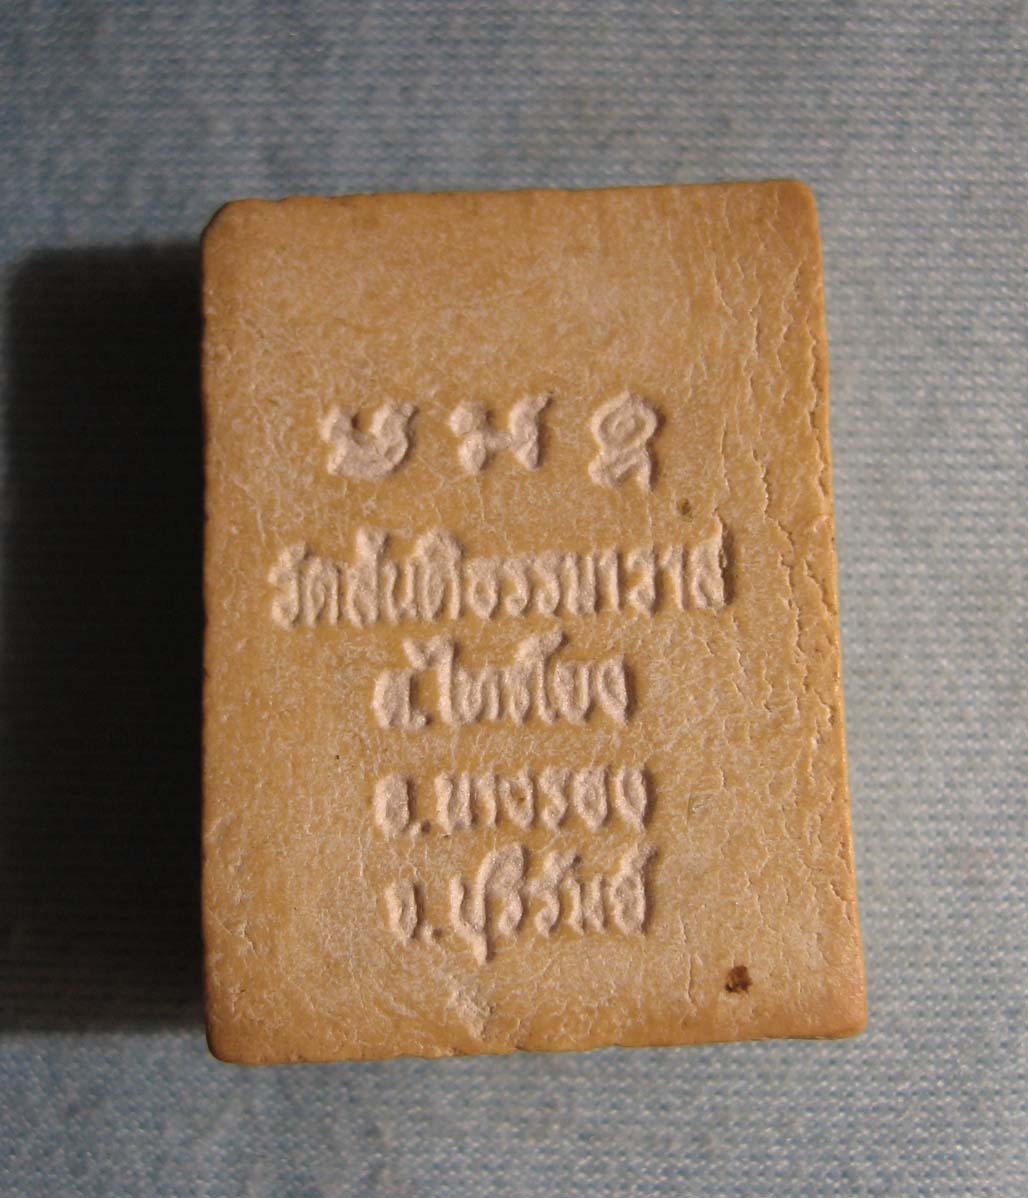 วัดสันติธรรมาวาส
ต.ไทรโยง
อ.นางรอง
จ.บุรีรัมย์